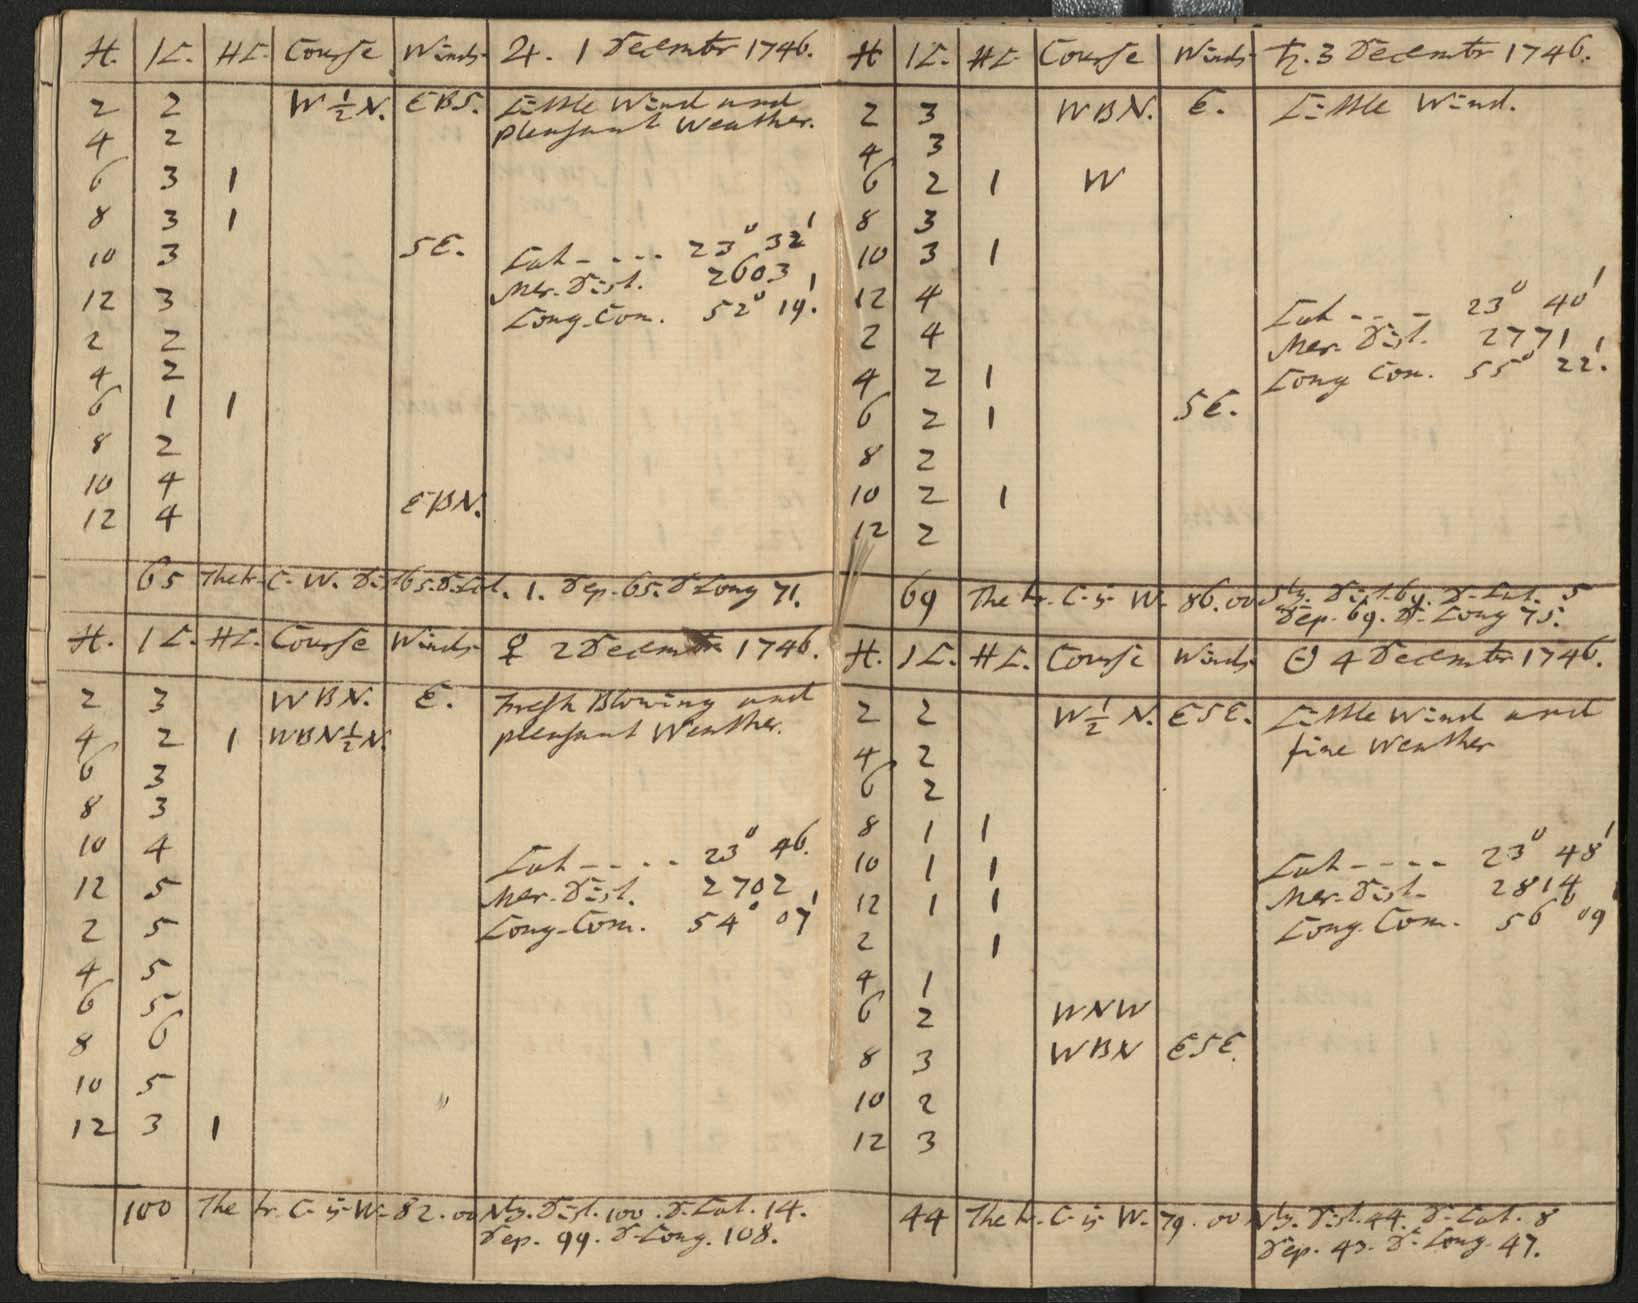 H. 1K. HK. Course Winds ♃. 1 December 1746.
2 2 W ½ N. EBS. Little Wind and
pleasant Weather.
4 2
6 3 1
8 3 1
10 3 SE. Lat - - - - 23° 32'
Mer. Dist. 2603
12 3 Long. Com. 52° 19'.
2 2
4 2
6 1 1
8 2
10 4
12 4 EBN.
65 The tr. C. W. Dist 65. D. Lat. 1. Dep. 65. D Long 71.
H. 1K. HK. Course Winds ♀ 2 December 1746.
2 3 WBN. E. Fresh Blowing and
4 2 1 WBN ½ N. pleasant Weather.
6 3
8 3
10 4 Lat - - - - 23° 46.
12 5 Mer. Dist. 2702
2 5 Long. Com. 54° 07'
4 5
6 5
8 6
10 5
12 3 1
100 The tr. C. is W. 82.00 Nly. Dist. 100. D. Lat. 14.
Dep. 99. D. Long. 108.
H 1K. HK. Course Winds ♄. 3 December 1746.
2 3 WBN. E. Little Wind.
4 3
6 2 1 W
8 3
10 3 1
12 4 Lat - - - 23° 40'
2 4 Mer. Dist. 2771
4 2 1 Long Com. 55° 22'.
6 2 1 SE.
8 2
10 2 1
12 2
69 The tr. C. is W. 86.00 Sly. Dist. 69. D. Lat. 5
Dep. 69. D. Long 75.
H. 1K. HK. Course Winds ☉ 4 December 1746.
2 2 W ½ N. ESE. Little Wind and
4 2 fine Weather
6 2
8 1 1
10 1 1 Lat - - - - 23° 48'
12 1 1 Mer. Dist. 2814
2 1 Long. Com. 56° 09'
4 1
6 2 WNW
8 3 WBN ESE.
10 2
12 3
44 The tr. C. is W. 79.00 Nly. Dist. 44. D. Lat. 8
Dep. 43. D. Long. 47.